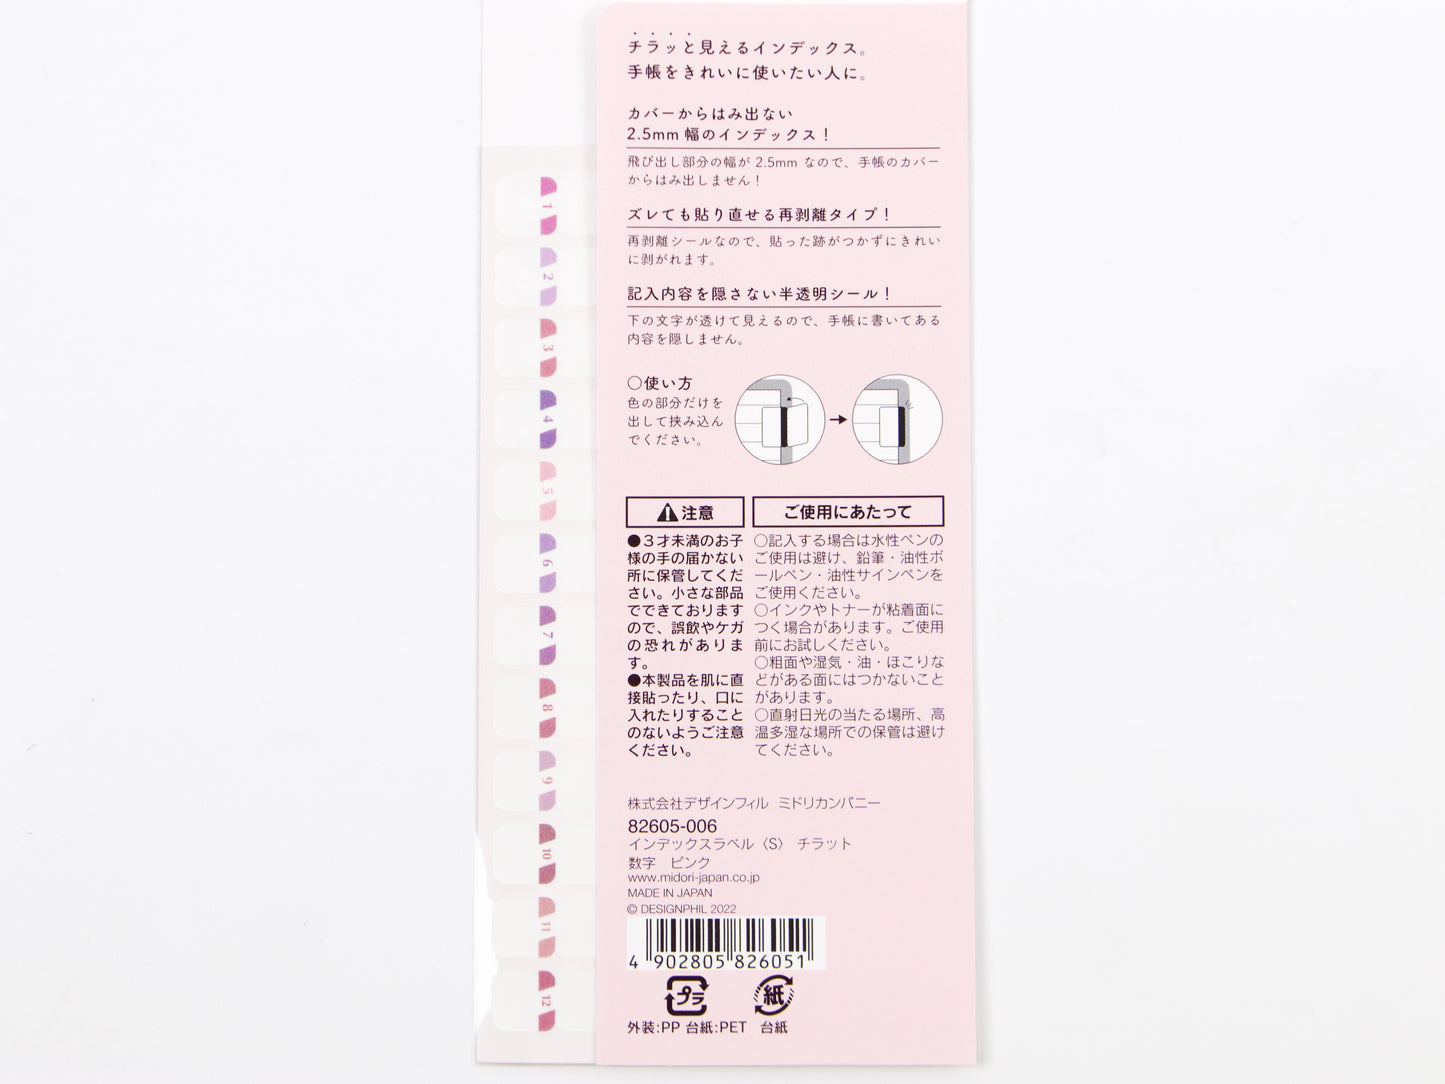 チラッと見えるインデックス。
手帳をきれいに使いたい人に。
カバーからはみ出ない
2.5mm 幅のインデックス！
飛び出し部分の幅が 2.5mm なので、手帳のカバー
からはみ出しません！
ズレても貼り直せる再剥離タイプ！
再剥離シールなので、貼った跡がつかずにきれい
に剥がれます。
記入内容を隠さない半透明シール！
下の文字が透けて見えるので、手帳に書いてある
内容を隠しません。
○使い方
色の部分だけを
出して挟み込ん
でください。
注意
●３才未満のお子
様の手の届かない
所に保管してくだ
さい。小さな部品
でできております
ので、誤飲やケガ
の恐れがありま
す。
●本製品を肌に直
接貼ったり、口に
入れたりすること
のないようご注意
ください。
ご使用にあたって
○記入する場合は水性ペンの
ご使用は避け、鉛筆・油性ボ
ールペン・油性サインペンを
ご使用ください。
○インクやトナーが粘着面に
つく場合があります。ご使用
前にお試しください。
○粗面や湿気・油・ほこりな
どがある面にはつかないこと
があります。
○直射日光の当たる場所、高
温多湿な場所での保管は避け
てください。
株式会社デザインフィル ミドリカンパニー
82605-006
インデックスラベル〈S〉 チラット
数字 ピンク
www.midori-japan.co.jp
MADE IN JAPAN
© DESIGNPHIL 2022
4 902805 826051
プラ
紙
外装:PP 台紙:PET 台紙
1
2
3
4
5
6
7
8
9
10
11
12